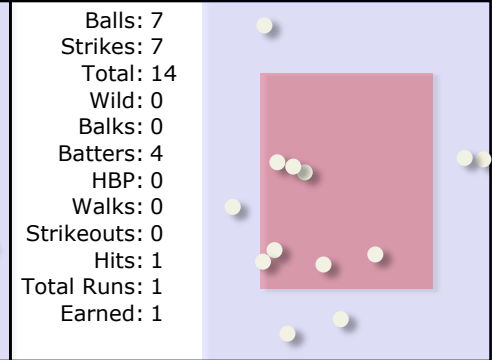 Balls: 7
Strikes: 7
Total: 14
Wild: 0
Balks: 0
Batters: 4
HBP: 0
Walks: 0
Strikeouts: 0
Hits: 1
Total Runs: 1
Earned: 1